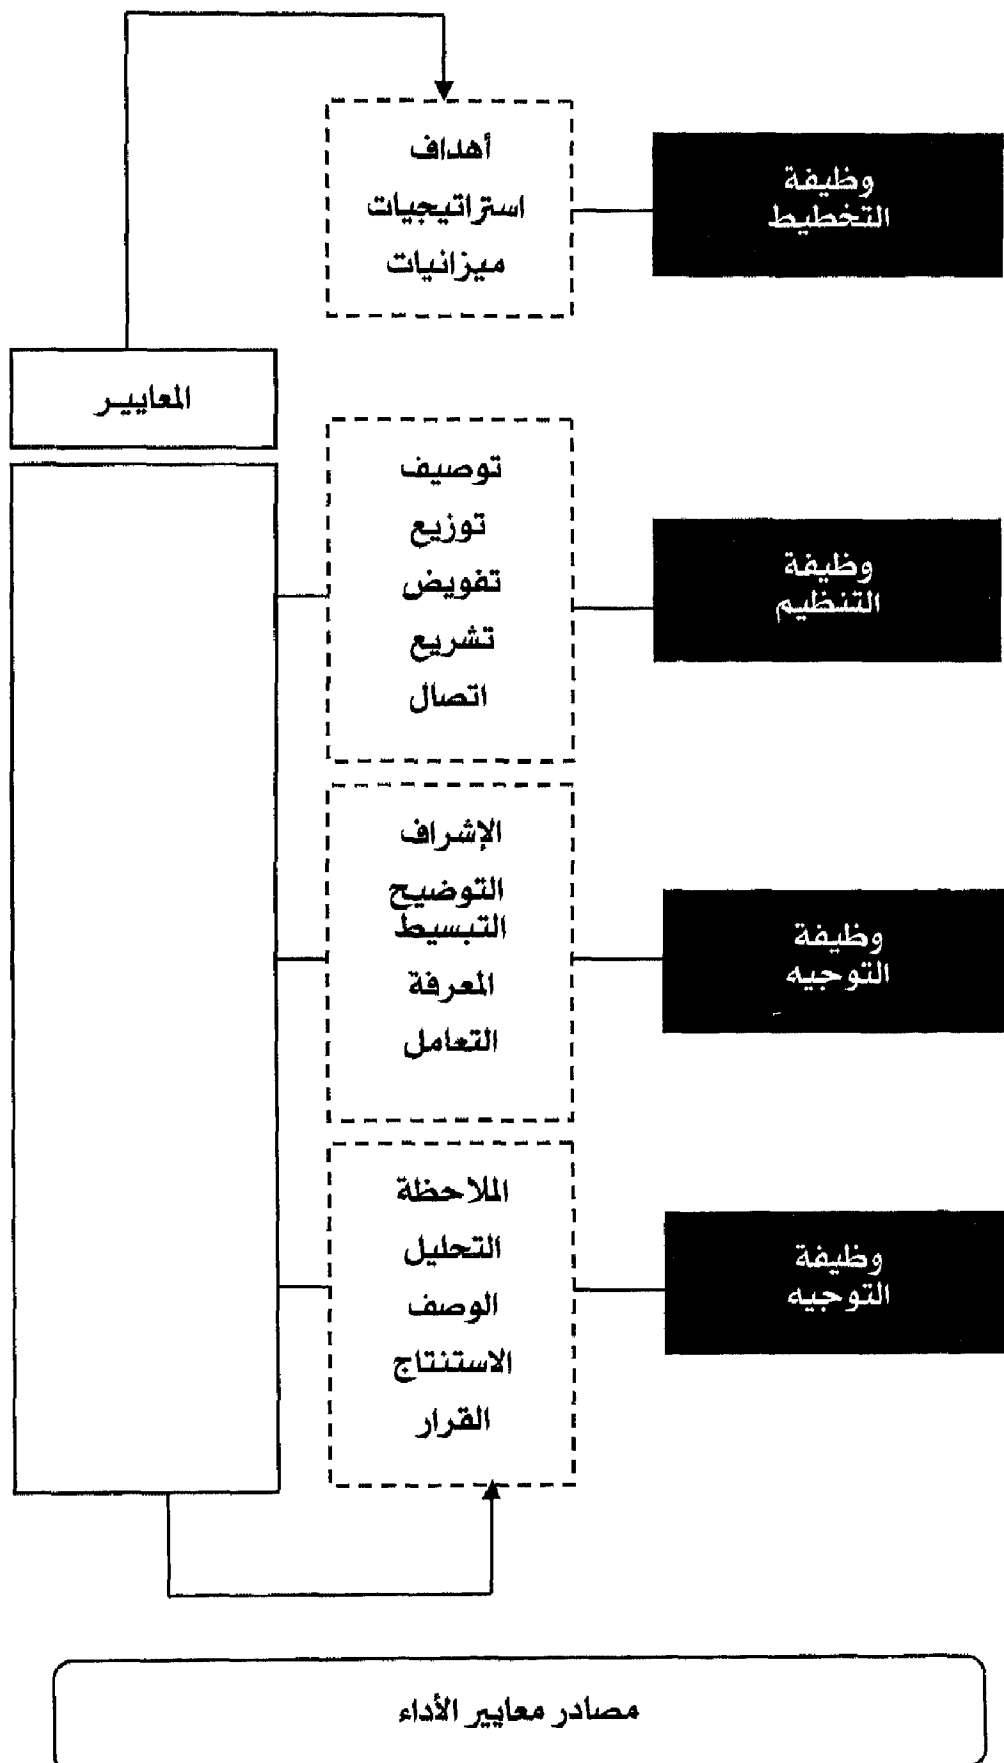 أهداف
استراتيجيات
ميزانيات
وظيفة
التخطيط
المعاييـر
توصيف
توزيع
تفويض
تشريع
اتصال
وظيفة
التنظيم
الإشراف
التوضيح
التبسيط
المعرفة
التعامل
وظيفة
التوجيه
الملاحظة
التحليل
الوصف
الاستنتاج
القرار
وظيفة
التوجيه
مصادر معايير الأداء